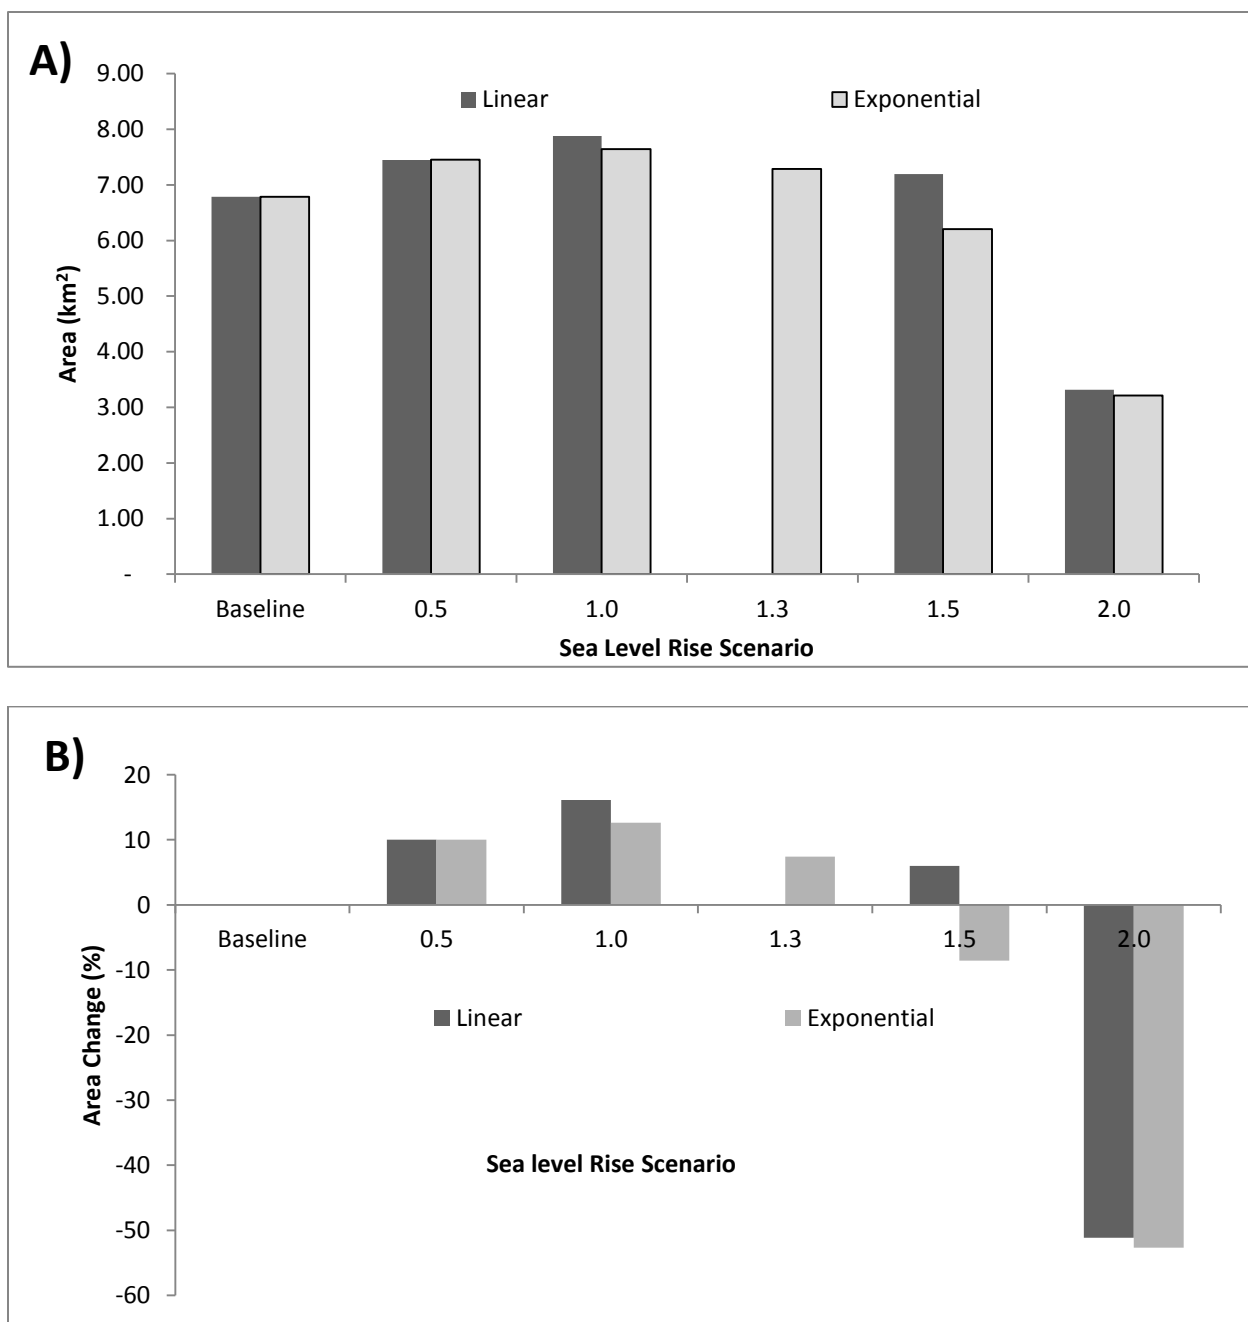 A)
9.00
8.00
7.00
6.00
5.00
4.00
3.00
2.00
1.00
-
Area (km²)
Linear
Exponential
Baseline 0.5 1.0 1.3 1.5 2.0
Sea Level Rise Scenario
B)
20
10
0
-10
-20
-30
-40
-50
-60
Area Change (%)
Baseline 0.5 1.0 1.3 1.5 2.0
Linear
Exponential
Sea level Rise Scenario